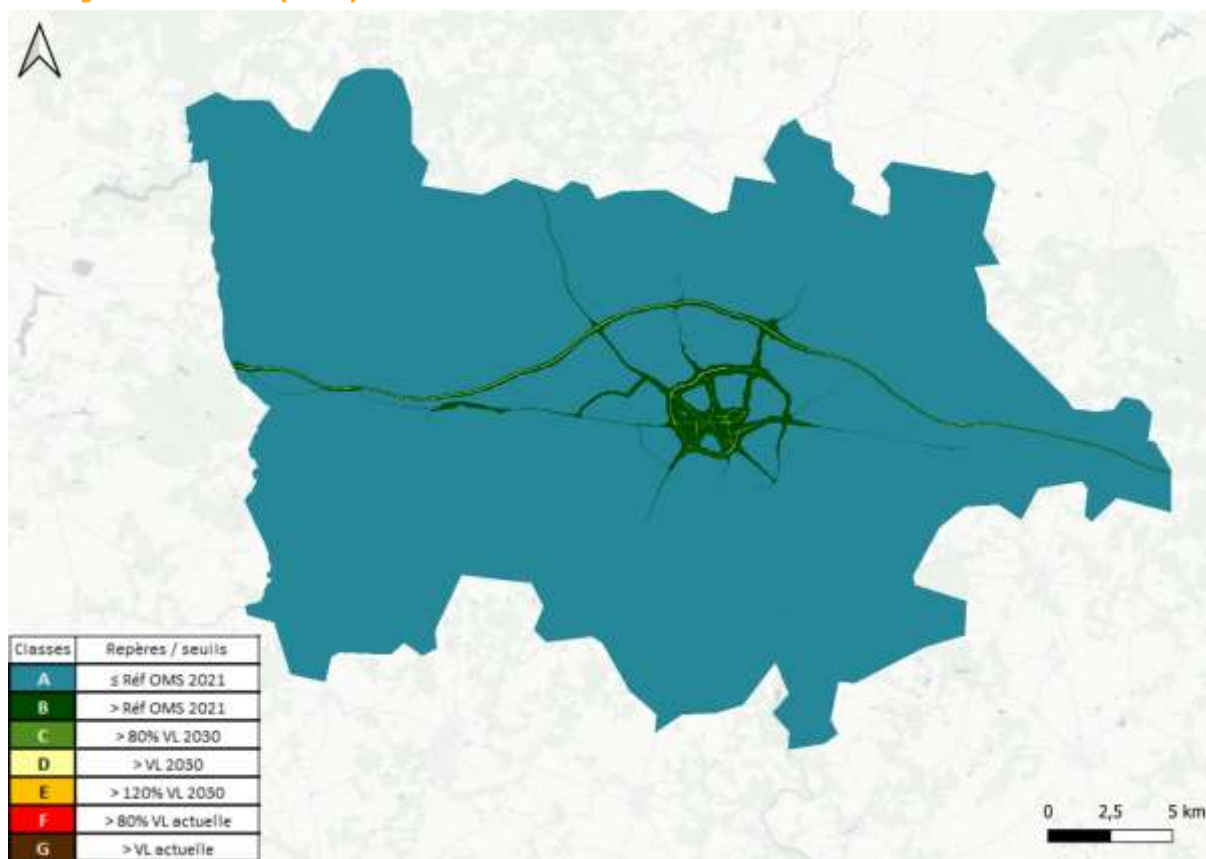 Classes Repères / seuils
A ≤ Réf OMS 2021
B > Réf OMS 2021
C > 80% VL 2030
D > VL 2030
E > 120% VL 2030
F > 80% VL actuelle
G > VL actuelle
0 2,5 5 km